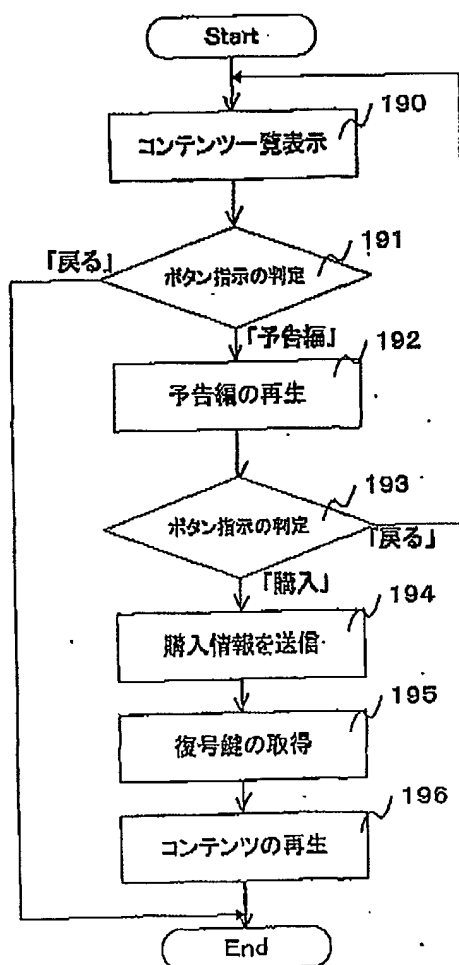 Start
190
コンテンツ一覧表示
191
「戻る」
ボタン指示の判定
「予告編」
192
予告編の再生
193
ボタン指示の判定
「戻る」
「購入」
194
購入情報を送信
195
復号鍵の取得
196
コンテンツの再生
End